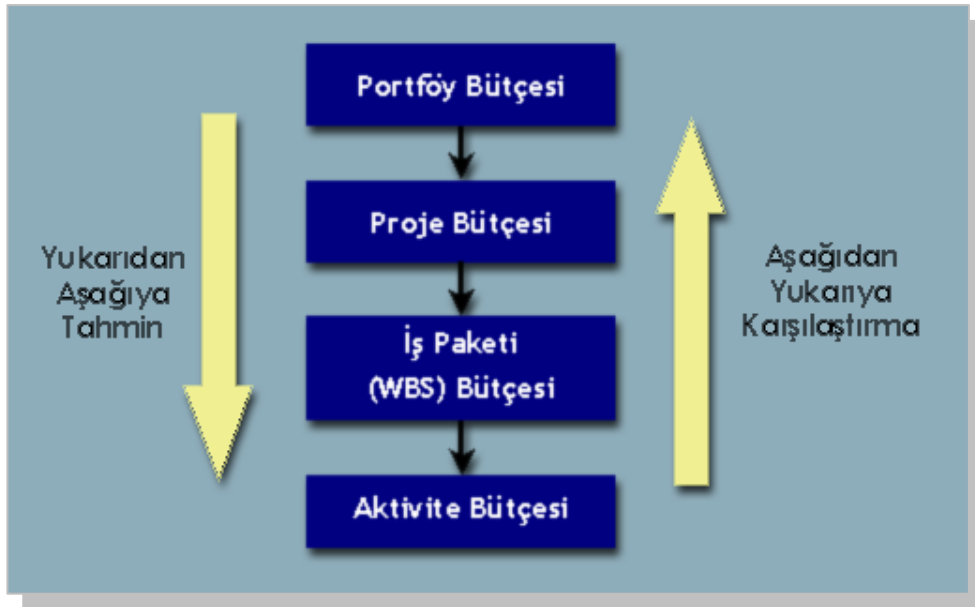 Portföy Bütçesi
Proje Bütçesi
İş Paketi
(WBS) Bütçesi
Aktivite Bütçesi
Yukarıdan
Aşağıya
Tahmin
Aşağıdan
Yukarıya
Karşılaştırma